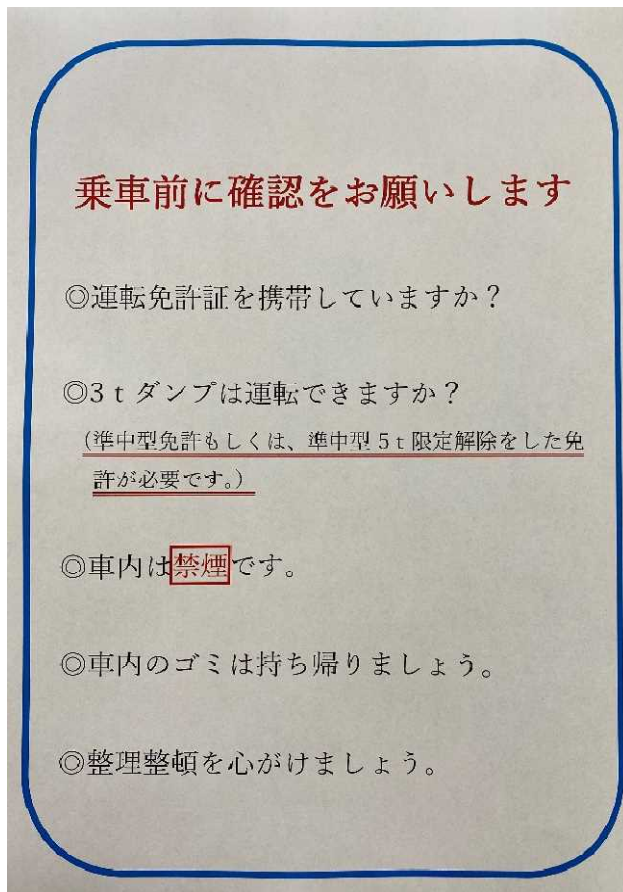 乗車前に確認をお願いします
◎運転免許証を携帯していますか？
◎3ｔダンプは運転できますか？
（準中型免許もしくは、準中型5ｔ限定解除をした免
許が必要です。）
◎車内は禁煙です。
◎車内のゴミは持ち帰りましょう。
◎整理整頓を心がけましょう。